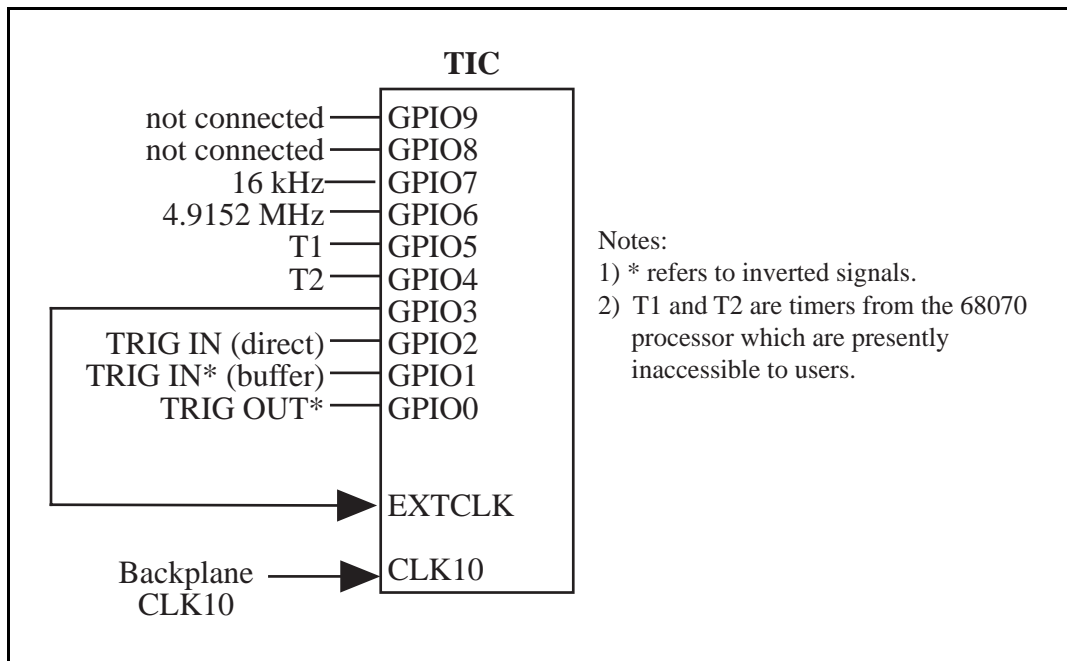 TIC
not connected GPIO9
not connected GPIO8
16 kHz GPIO7
4.9152 MHz GPIO6
T1 GPIO5
T2 GPIO4
GPIO3
TRIG IN (direct) GPIO2
TRIG IN* (buffer) GPIO1
TRIG OUT* GPIO0
EXTCLK
Backplane CLK10
CLK10
Notes:
1) * refers to inverted signals.
2) T1 and T2 are timers from the 68070
processor which are presently
inaccessible to users.